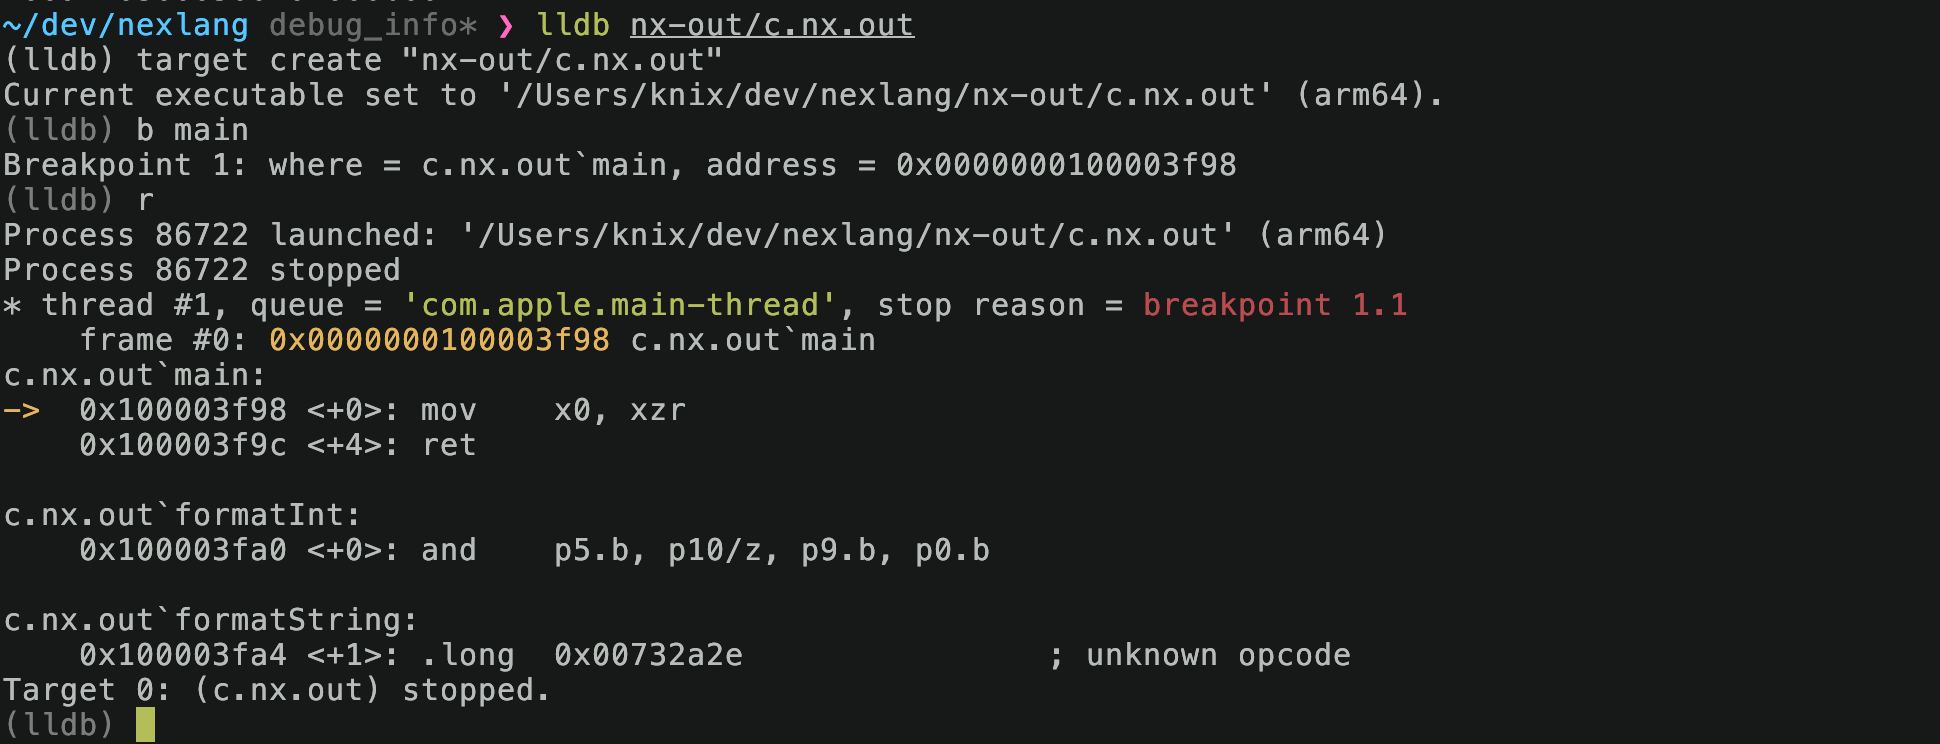 ~/dev/nexlang debug_info* ❯ lldb nx-out/c.nx.out
(lldb) target create "nx-out/c.nx.out"
Current executable set to '/Users/knix/dev/nexlang/nx-out/c.nx.out' (arm64).
(lldb) b main
Breakpoint 1: where = c.nx.out`main, address = 0x0000000100003f98
(lldb) r
Process 86722 launched: '/Users/knix/dev/nexlang/nx-out/c.nx.out' (arm64)
Process 86722 stopped
* thread #1, queue = 'com.apple.main-thread', stop reason = breakpoint 1.1
    frame #0: 0x0000000100003f98 c.nx.out`main
c.nx.out`main:
->  0x100003f98 <+0>: mov    x0, xzr
    0x100003f9c <+4>: ret
c.nx.out`formatInt:
    0x100003fa0 <+0>: and    p5.b, p10/z, p9.b, p0.b
c.nx.out`formatString:
    0x100003fa4 <+1>: .long  0x00732a2e                ; unknown opcode
Target 0: (c.nx.out) stopped.
(lldb)